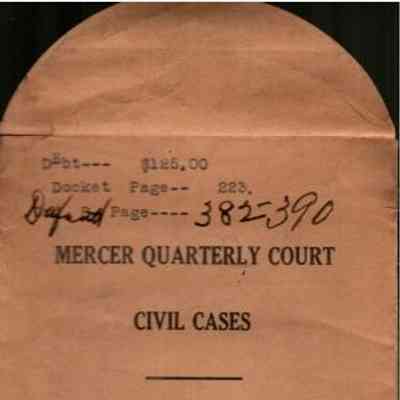 Debt--- $125.00
Docket Page-- 223.
Page---- 382-390
MERCER QUARTERLY COURT
CIVIL CASES